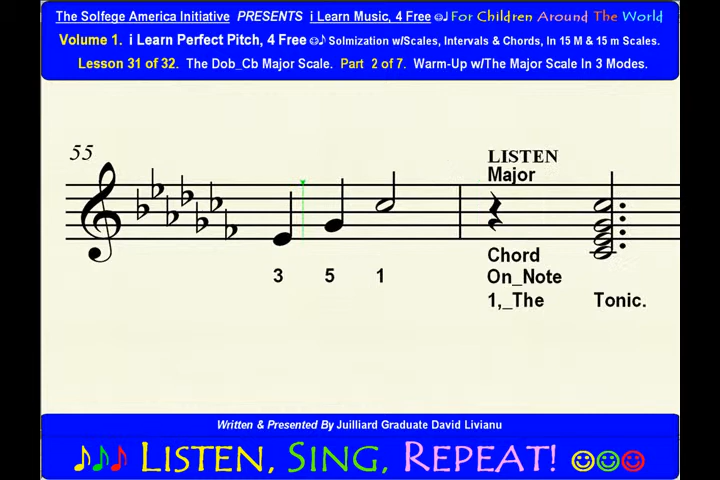 The Solfege America Initiative PRESENTS i Learn Music, 4 Free ☺♩ For Children Around The World
Volume 1. i Learn Perfect Pitch, 4 Free ☺♪ Solmization w/Scales, Intervals & Chords, In 15 M & 15 m Scales.
Lesson 31 of 32. The Dob_Cb Major Scale. Part 2 of 7. Warm-Up w/The Major Scale In 3 Modes.
55
LISTEN
Major
Chord
3 5 1 On_Note
1,_The Tonic.
Written & Presented By Juilliard Graduate David Livianu
LISTEN, SING, REPEAT!